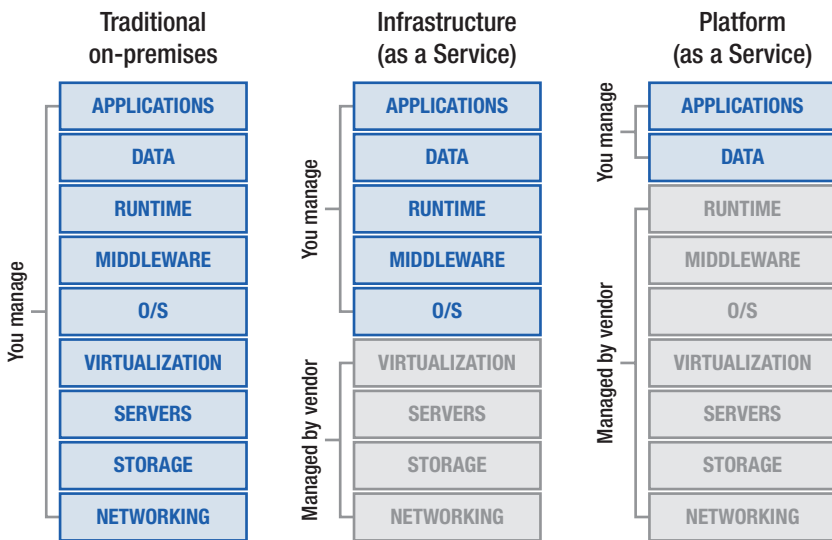 Traditional
on-premises
You manage
APPLICATIONS
DATA
RUNTIME
MIDDLEWARE
O/S
VIRTUALIZATION
SERVERS
STORAGE
NETWORKING
Infrastructure
(as a Service)
You manage
APPLICATIONS
DATA
RUNTIME
MIDDLEWARE
O/S
Managed by vendor
VIRTUALIZATION
SERVERS
STORAGE
NETWORKING
Platform
(as a Service)
You manage
APPLICATIONS
DATA
Managed by vendor
RUNTIME
MIDDLEWARE
O/S
VIRTUALIZATION
SERVERS
STORAGE
NETWORKING